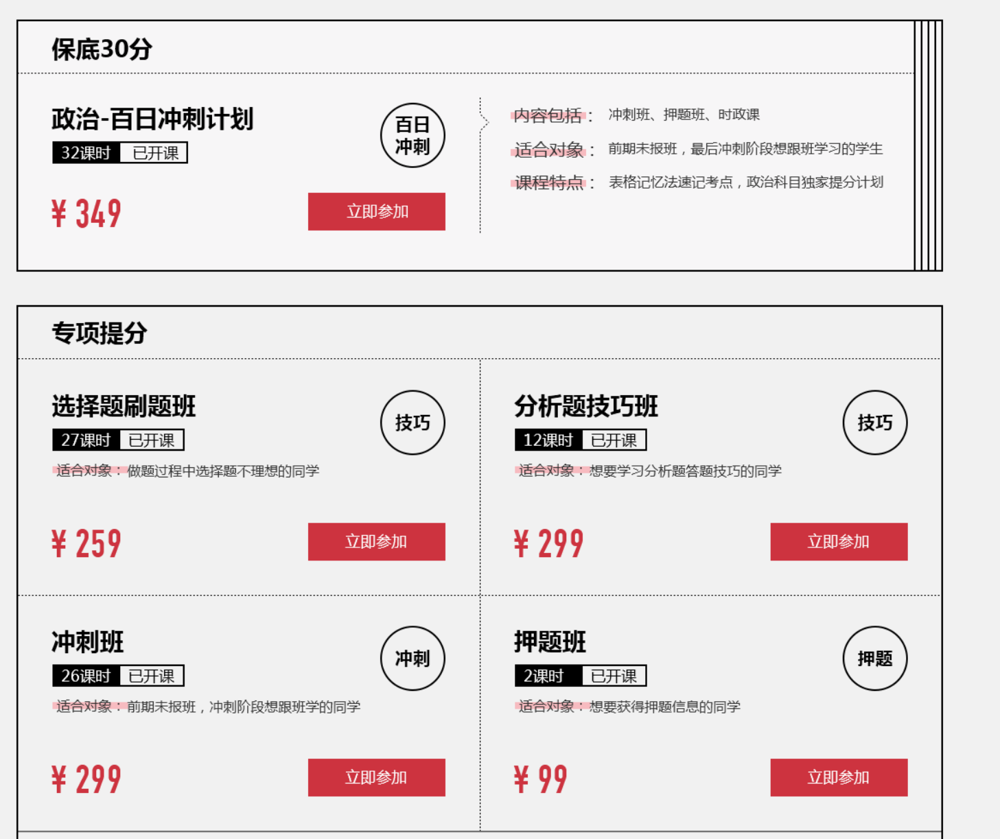 保底30分
政治-百日冲刺计划
32课时 已开课
百日
冲刺
¥ 349
立即参加
内容包括： 冲刺班、押题班、时政课
适合对象： 前期未报班，最后冲刺阶段想跟班学习的学生
课程特点： 表格记忆法速记考点，政治科目独家提分计划
专项提分
选择题刷题班
27课时 已开课
技巧
适合对象：做题过程中选择题不理想的同学
¥ 259
立即参加
分析题技巧班
12课时 已开课
技巧
适合对象：想要学习分析题答题技巧的同学
¥ 299
立即参加
冲刺班
26课时 已开课
冲刺
适合对象：前期未报班，冲刺阶段想跟班学的同学
¥ 299
立即参加
押题班
2课时 已开课
押题
适合对象：想要获得押题信息的同学
¥ 99
立即参加